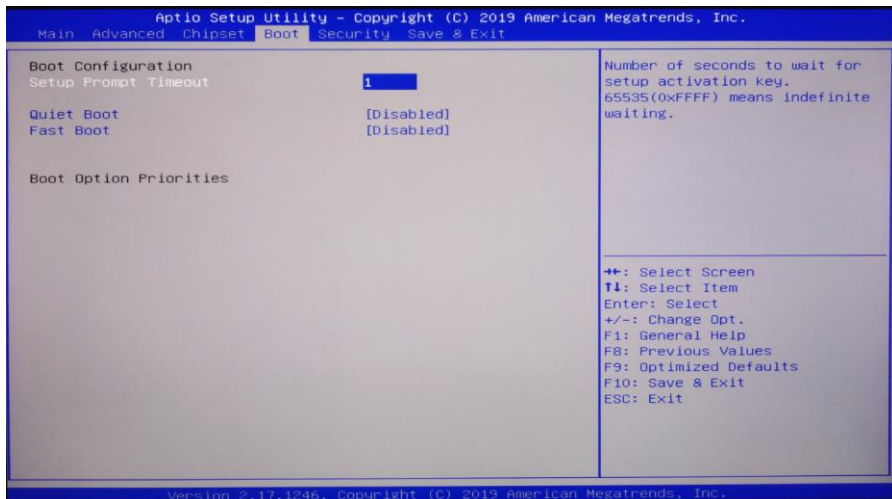 Aptio Setup Utility – Copyright (C) 2019 American Megatrends, Inc.
Main Advanced Chipset Boot Security Save & Exit
Boot Configuration
Setup Prompt Timeout 1
Quiet Boot [Disabled]
Fast Boot [Disabled]
Boot Option Priorities
Number of seconds to wait for
setup activation key.
65535(0xFFFF) means indefinite
waiting.
→←: Select Screen
↑↓: Select Item
Enter: Select
+/-: Change Opt.
F1: General Help
F8: Previous Values
F9: Optimized Defaults
F10: Save & Exit
ESC: Exit
Version 2.17.1246. Copyright (C) 2019 American Megatrends, Inc.